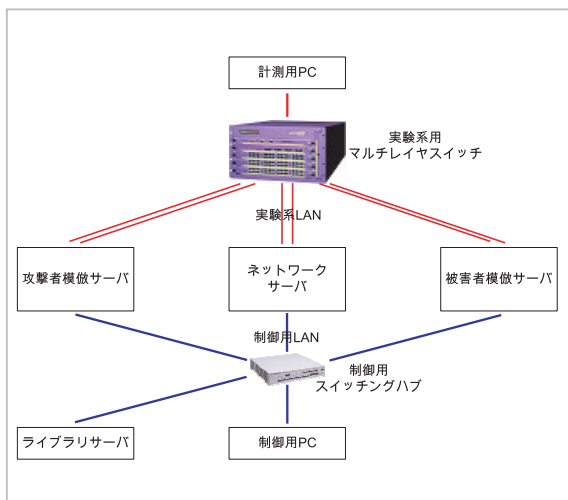 計測用PC
実験系用
マルチレイヤスイッチ
実験系LAN
攻撃者模倣サーバ
ネットワーク
サーバ
被害者模倣サーバ
制御用LAN
制御用
スイッチングハブ
ライブラリサーバ
制御用PC